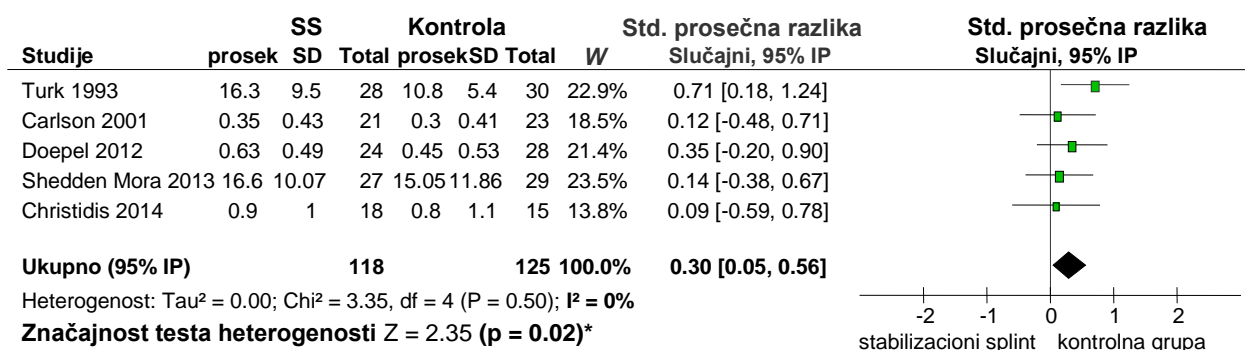 SS Kontrola Std. prosečna razlika Std. prosečna razlika
Studije prosek SD Total prosek SD Total W Slučajni, 95% IP Slučajni, 95% IP
Turk 1993 16.3 9.5 28 10.8 5.4 30 22.9% 0.71 [0.18, 1.24]
Carlson 2001 0.35 0.43 21 0.3 0.41 23 18.5% 0.12 [-0.48, 0.71]
Doepel 2012 0.63 0.49 24 0.45 0.53 28 21.4% 0.35 [-0.20, 0.90]
Shedden Mora 2013 16.6 10.07 27 15.05 11.86 29 23.5% 0.14 [-0.38, 0.67]
Christidis 2014 0.9 1 18 0.8 1.1 15 13.8% 0.09 [-0.59, 0.78]
Ukupno (95% IP) 118 125 100.0% 0.30 [0.05, 0.56]
Heterogenost: Tau² = 0.00; Chi² = 3.35, df = 4 (P = 0.50); I² = 0%
Značajnost testa heterogenosti Z = 2.35 (p = 0.02)*
-2 -1 0 1 2
stabilizacioni splint kontrolna grupa